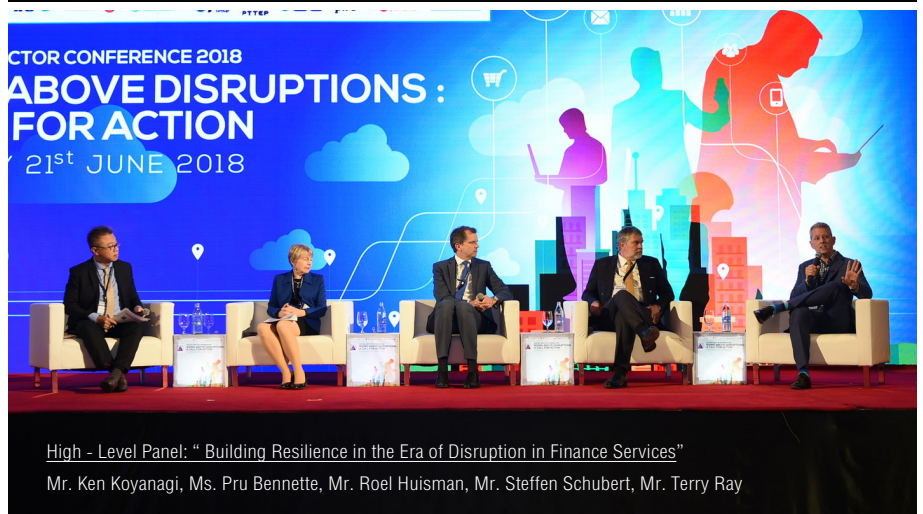 PTTEP
CTOR CONFERENCE 2018
ABOVE DISRUPTIONS :
FOR ACTION
21st JUNE 2018
High - Level Panel: “ Building Resilience in the Era of Disruption in Finance Services”
Mr. Ken Koyanagi, Ms. Pru Bennette, Mr. Roel Huisman, Mr. Steffen Schubert, Mr. Terry Ray